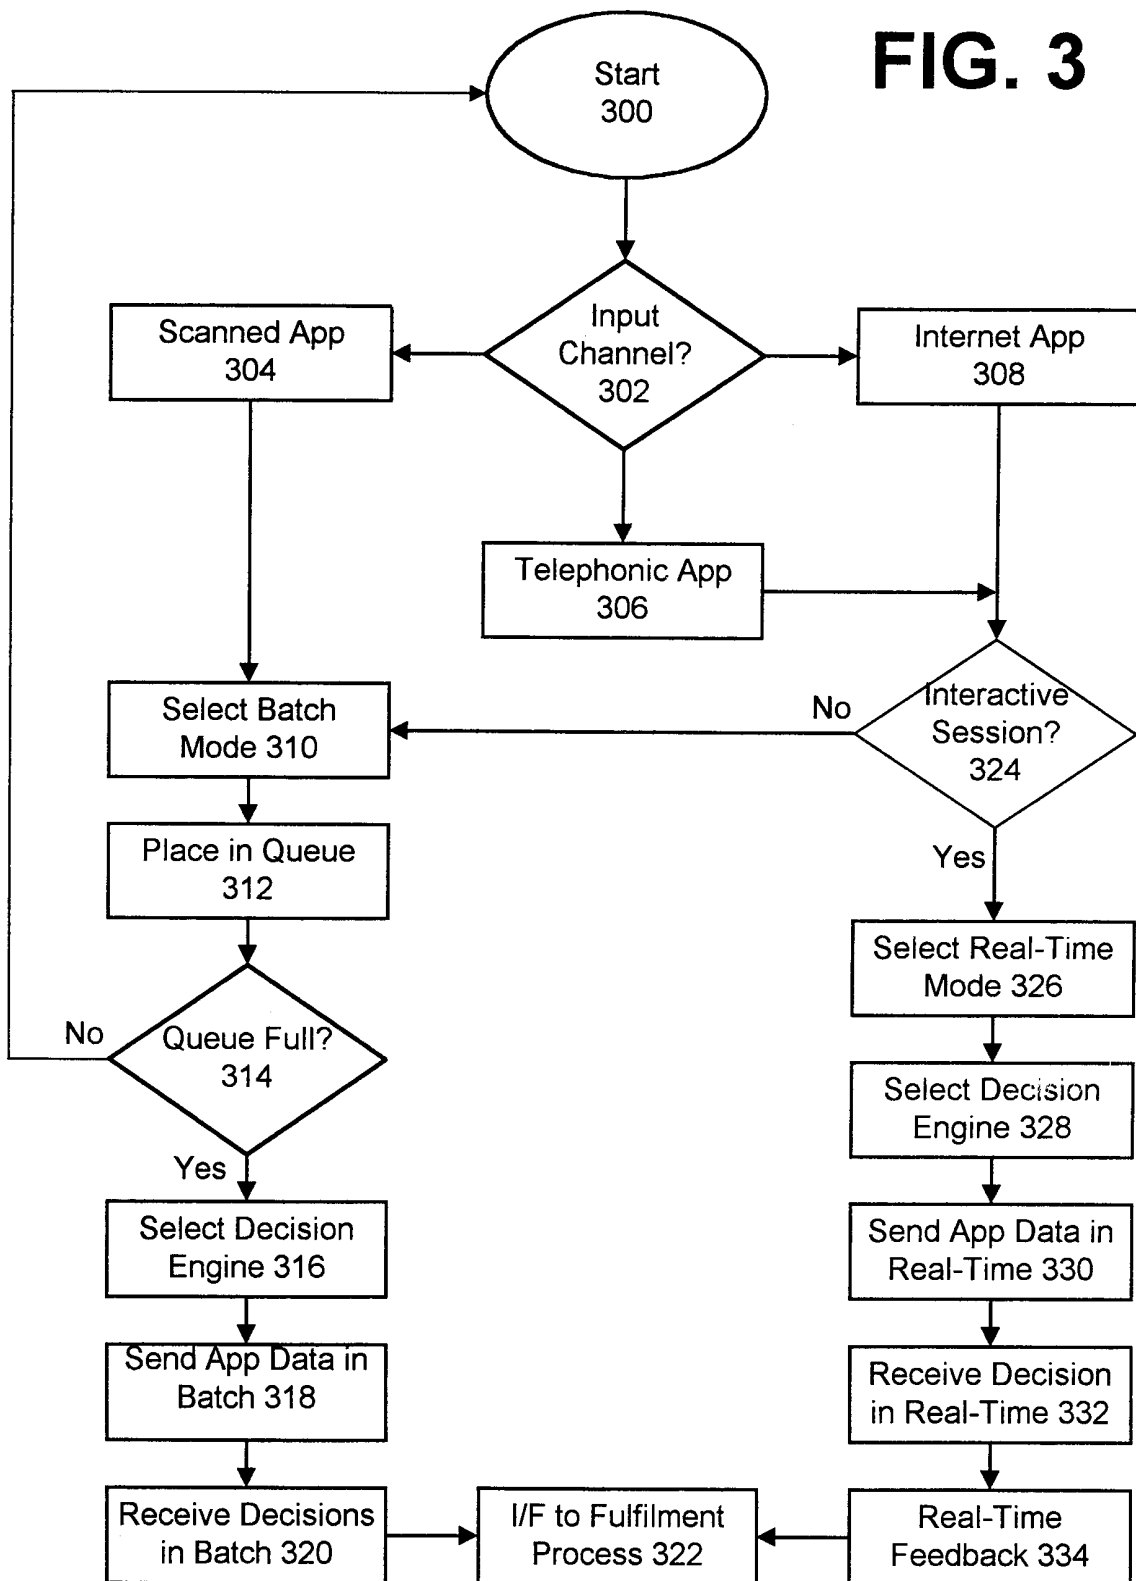 FIG. 3
Start
300
Input
Channel?
302
Scanned App
304
Internet App
308
Telephonic App
306
Select Batch
Mode 310
No
Interactive
Session?
324
Place in Queue
312
Yes
Select Real-Time
Mode 326
No
Queue Full?
314
Select Decision
Engine 328
Yes
Select Decision
Engine 316
Send App Data in
Real-Time 330
Send App Data in
Batch 318
Receive Decision
in Real-Time 332
Receive Decisions
in Batch 320
I/F to Fulfilment
Process 322
Real-Time
Feedback 334